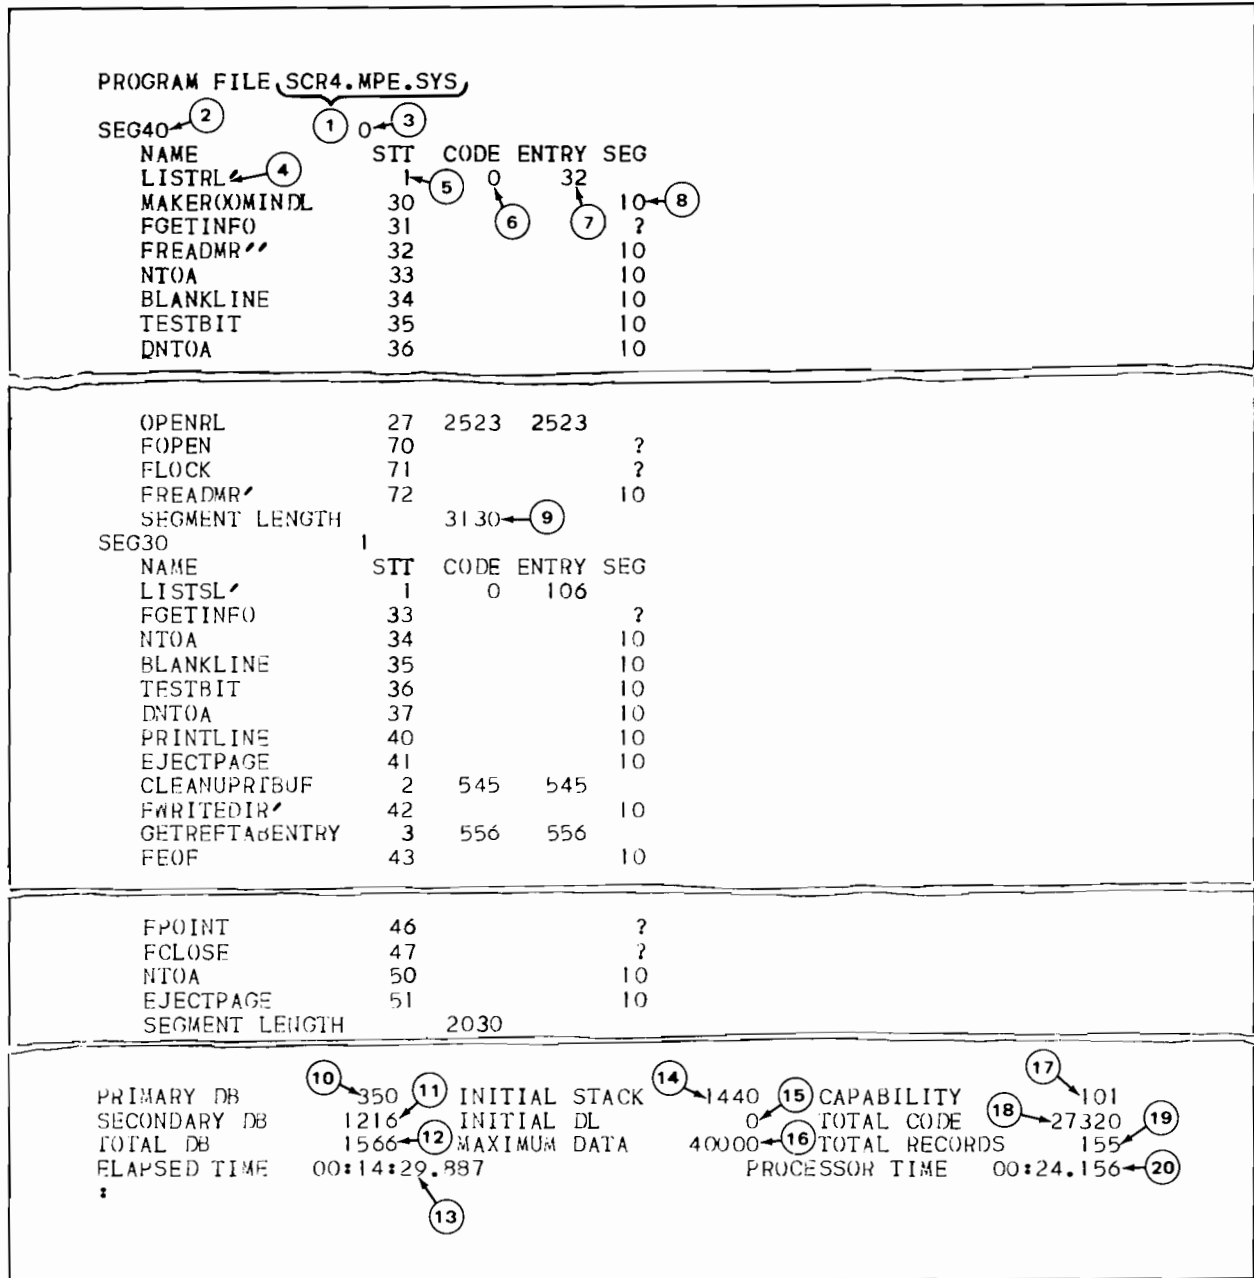 PROGRAM FILE SCR4.MPE.SYS
1
SEG40 2 0 3
NAME STT CODE ENTRY SEG
LISTRL' 4 1 5 0 6 32 7
MAKEROOMINDL 30 10 8
FGETINFO 31 ?
FREADMR'' 32 10
NTOA 33 10
BLANKLINE 34 10
TESTBIT 35 10
DNTOA 36 10
OPENRL 27 2523 2523
FOPEN 70 ?
FLOCK 71 ?
FREADMR' 72 10
SEGMENT LENGTH 3130 9
SEG30 1
NAME STT CODE ENTRY SEG
LISTSL' 1 0 106
FGETINFO 33 ?
NTOA 34 10
BLANKLINE 35 10
TESTBIT 36 10
DNTOA 37 10
PRINTLINE 40 10
EJECTPAGE 41 10
CLEANUPRTBUF 2 545 545
FWRITEDIR' 42 10
GETREFTABENTRY 3 556 556
FEOF 43 10
FPOINT 46 ?
FCLOSE 47 ?
NTOA 50 10
EJECTPAGE 51 10
SEGMENT LENGTH 2030
PRIMARY DB 10 350 INITIAL STACK 14 1440 CAPABILITY 17 101
SECONDARY DB 1216 11 INITIAL DL 0 15 TOTAL CODE 18 27320
TOTAL DB 1566 12 MAXIMUM DATA 40000 16 TOTAL RECORDS 155 19
ELAPSED TIME 00:14:29.887 13 PROCESSOR TIME 00:24.156 20
: